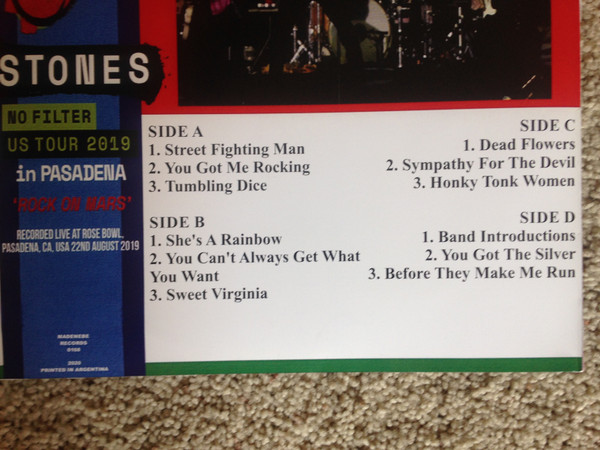 STONES
NO FILTER
US TOUR 2019
in PASADENA
'ROCK ON MARS'
RECORDED LIVE AT ROSE BOWL,
PASADENA, CA, USA 22ND AUGUST 2019
MADENEDS
RECORDS
2020
PRINTED IN ARGENTINA
SIDE A
1. Street Fighting Man
2. You Got Me Rocking
3. Tumbling Dice
SIDE B
1. She's A Rainbow
2. You Can't Always Get What
You Want
3. Sweet Virginia
SIDE C
1. Dead Flowers
2. Sympathy For The Devil
3. Honky Tonk Women
SIDE D
1. Band Introductions
2. You Got The Silver
3. Before They Make Me Run